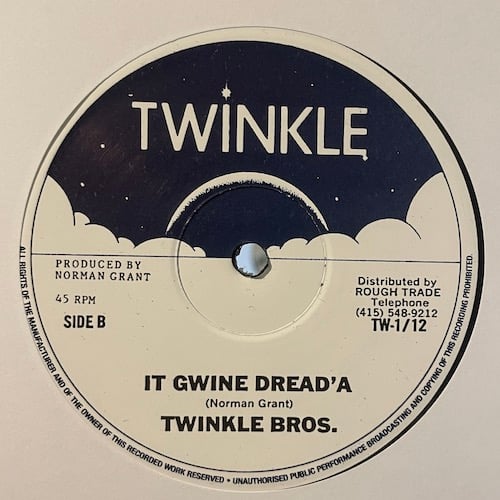 TWINKLE
PRODUCED BY
NORMAN GRANT
45 RPM
SIDE B
Distributed by
ROUGH TRADE
Telephone
(415) 548-9212
TW-1/12
IT GWINE DREAD'A
(Norman Grant)
TWINKLE BROS.
ALL RIGHTS OF THE MANUFACTURER AND OF THE OWNER OF THIS RECORDED WORK RESERVED • UNAUTHORISED PUBLIC PERFORMANCE BROADCASTING AND COPYING OF THIS RECORDING PROHIBITED.